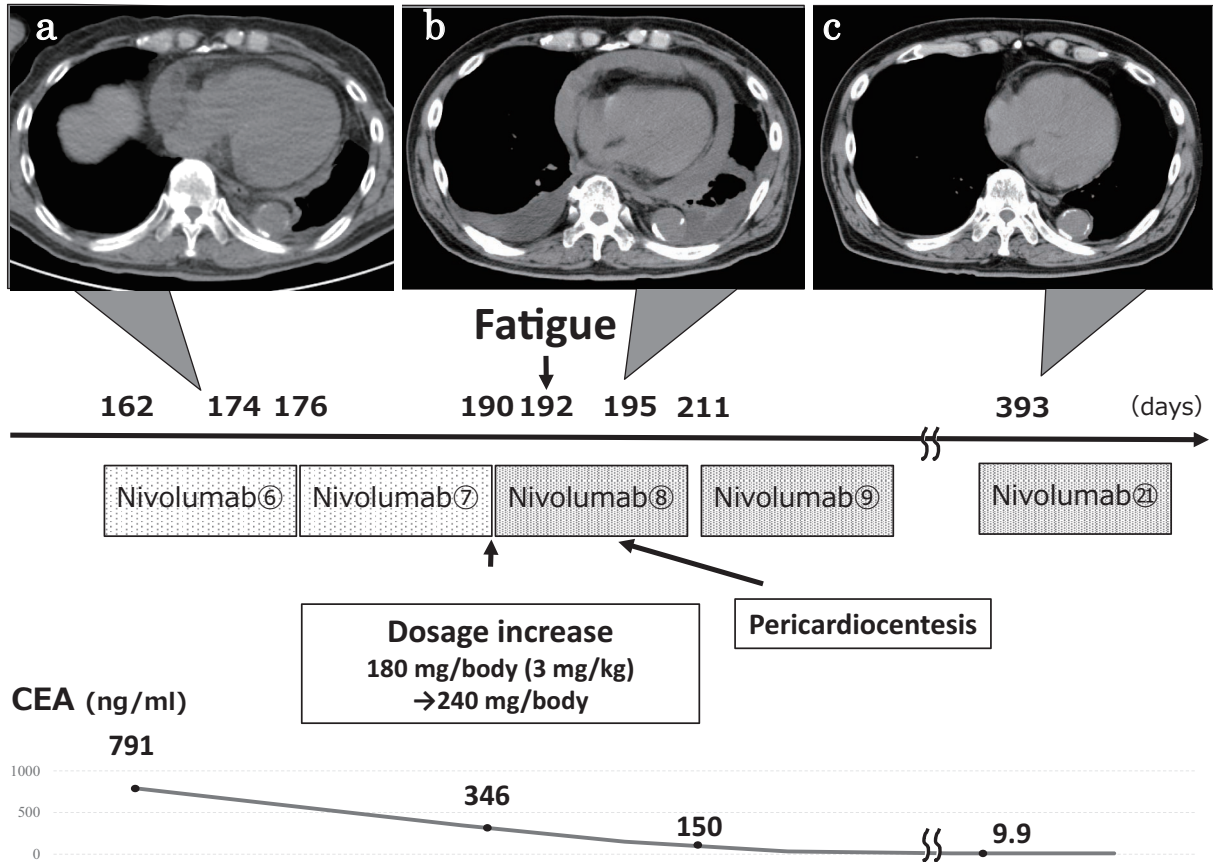 a
b
c
Fatigue
162 174 176 190 192 195 211 393 (days)
Nivolumab⑥ Nivolumab⑦ Nivolumab⑧ Nivolumab⑨ Nivolumab㉑
Dosage increase
180 mg/body (3 mg/kg)
→240 mg/body
Pericardiocentesis
CEA (ng/ml)
791
346
150
9.9
1000
500
0